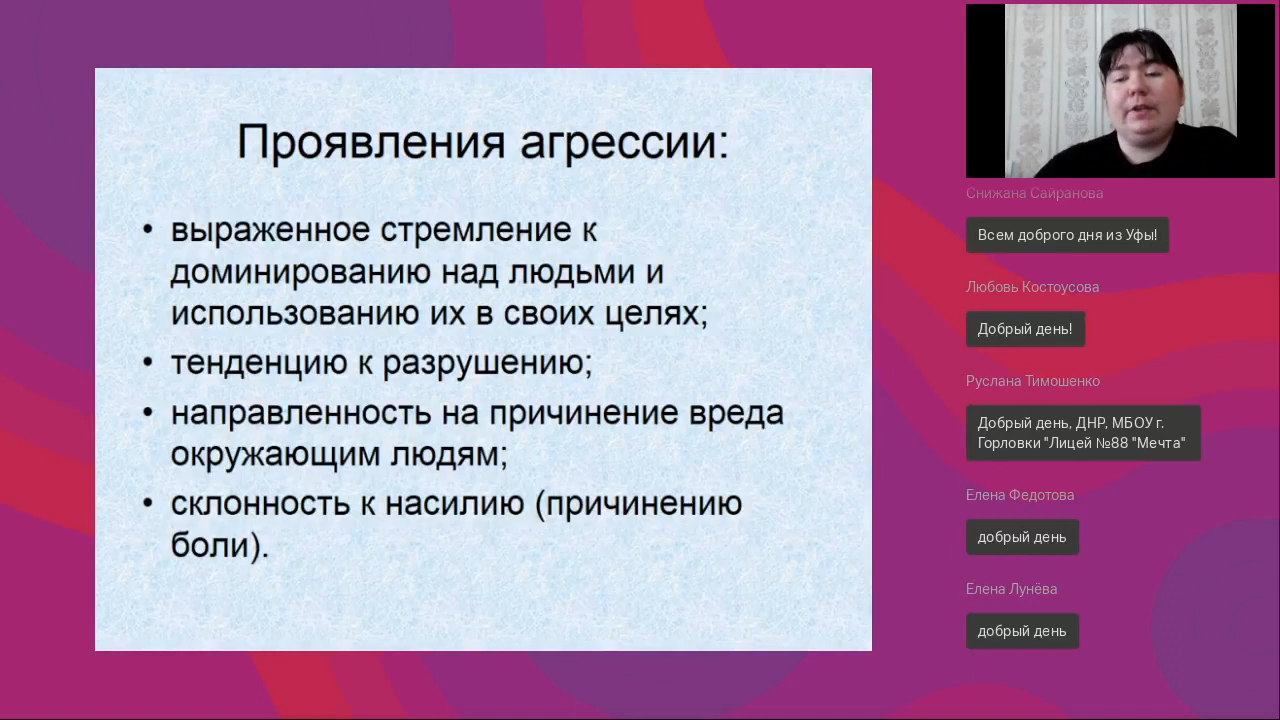 Проявления агрессии:
• выраженное стремление к
доминированию над людьми и
использованию их в своих целях;
• тенденцию к разрушению;
• направленность на причинение вреда
окружающим людям;
• склонность к насилию (причинению
боли).
Снижана Сайранова
Всем доброго дня из Уфы!
Любовь Костоусова
Добрый день!
Руслана Тимошенко
Добрый день, ДНР, МБОУ г.
Горловки "Лицей №88 "Мечта"
Елена Федотова
добрый день
Елена Лунёва
добрый день